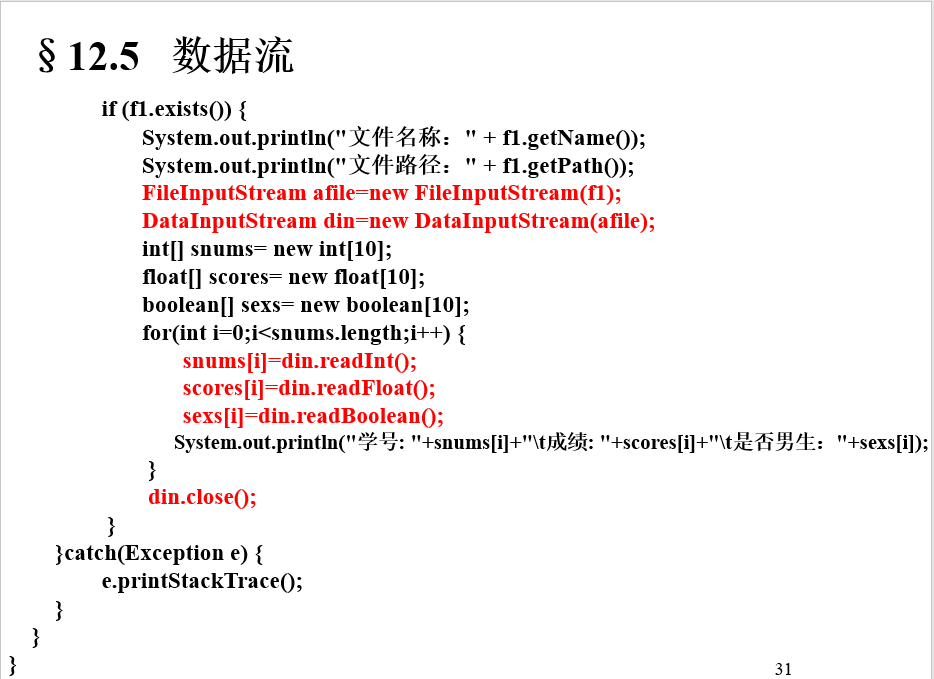 § 12.5 数据流
if (f1.exists()) {
System.out.println("文件名称：" + f1.getName());
System.out.println("文件路径：" + f1.getPath());
FileInputStream afile=new FileInputStream(f1);
DataInputStream din=new DataInputStream(afile);
int[] snums= new int[10];
float[] scores= new float[10];
boolean[] sexs= new boolean[10];
for(int i=0;i<snums.length;i++) {
snums[i]=din.readInt();
scores[i]=din.readFloat();
sexs[i]=din.readBoolean();
System.out.println("学号: "+snums[i]+"\t成绩: "+scores[i]+"\t是否男生："+sexs[i]);
}
din.close();
}
}catch(Exception e) {
e.printStackTrace();
}
}
}
31